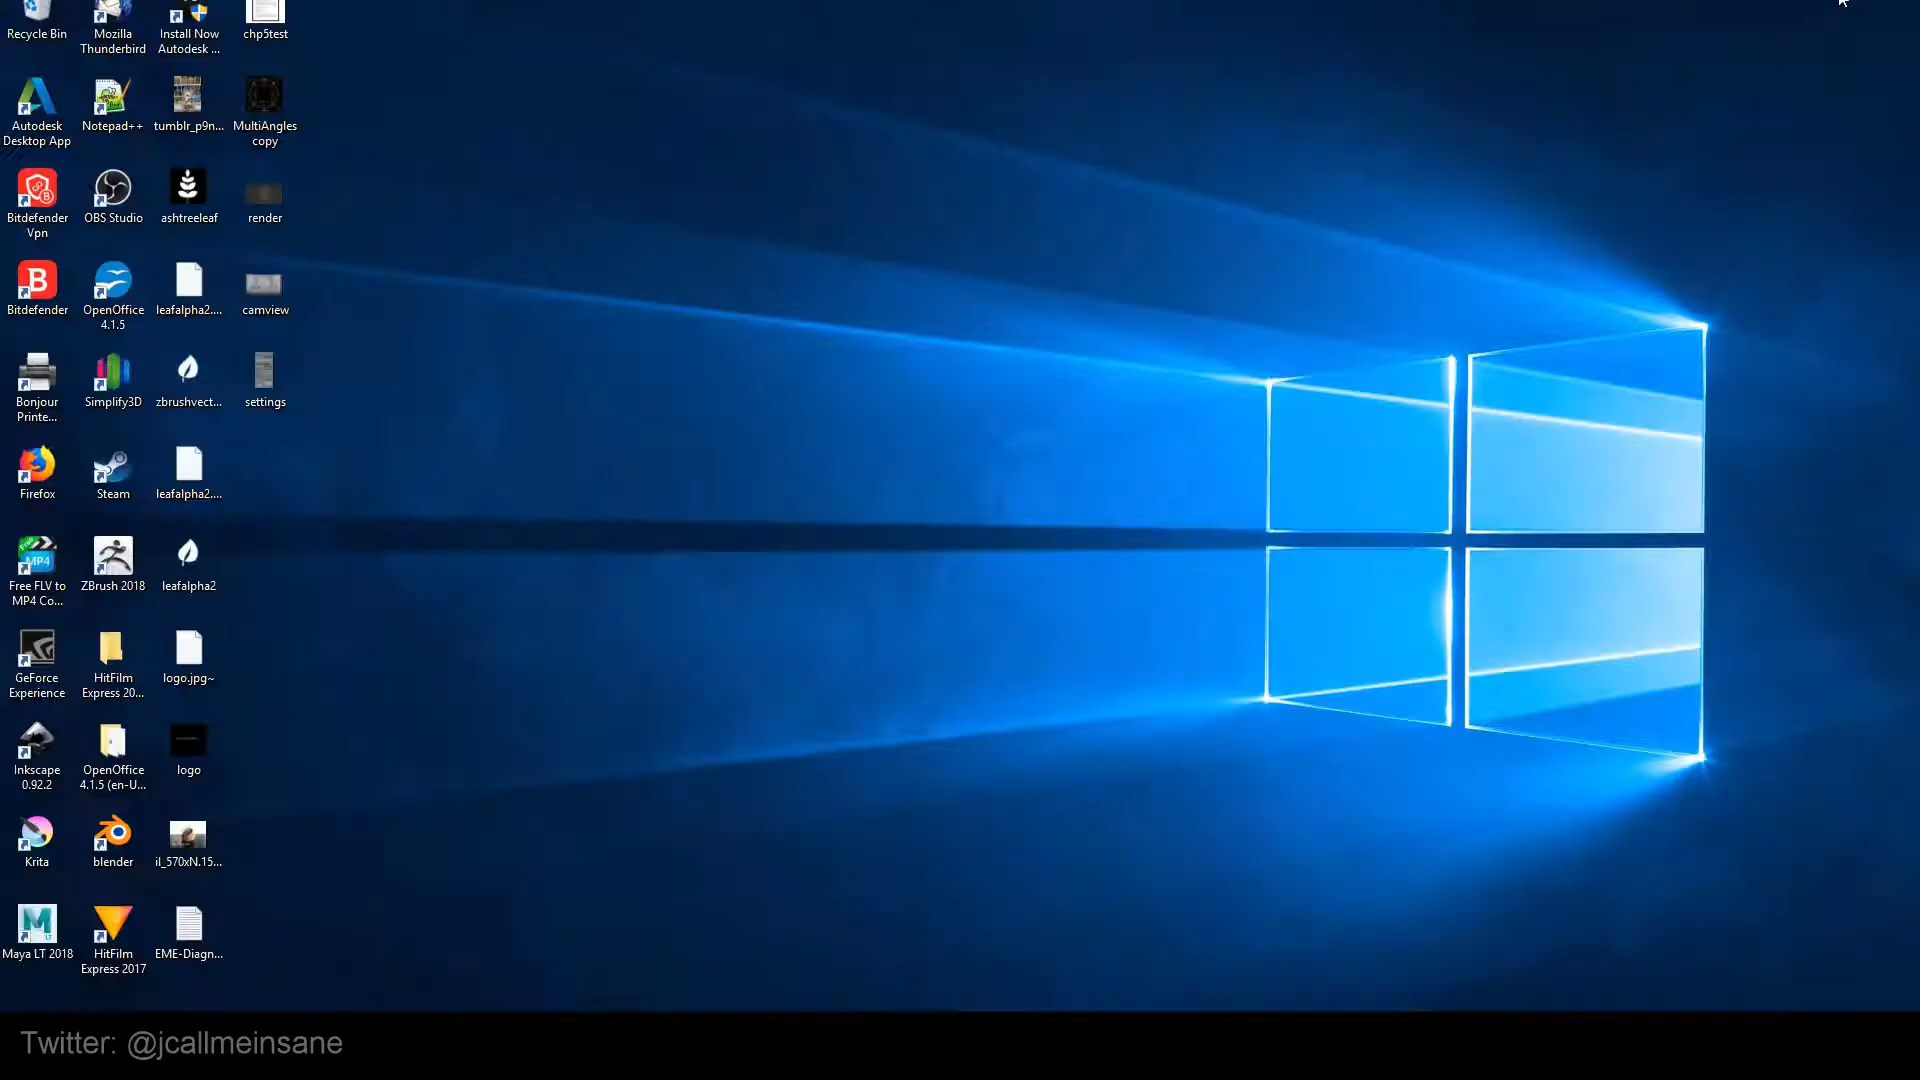 Recycle Bin
Mozilla
Thunderbird
Install Now
Autodesk ...
chp5test
Autodesk
Desktop App
Notepad++
tumblr_p9n...
MultiAngles
copy
Bitdefender
Vpn
OBS Studio
ashtreeleaf
render
Bitdefender
OpenOffice
4.1.5
leafalpha2....
camview
Bonjour
Printe...
Simplify3D
zbrushvect...
settings
Firefox
Steam
leafalpha2....
Free FLV to
MP4 Co...
ZBrush 2018
leafalpha2
GeForce
Experience
HitFilm
Express 20...
logo.jpg~
Inkscape
0.92.2
OpenOffice
4.1.5 (en-U...
logo
Krita
blender
il_570xN.15...
Maya LT 2018
HitFilm
Express 2017
EME-Diagn...
Twitter: @jcallmeinsane